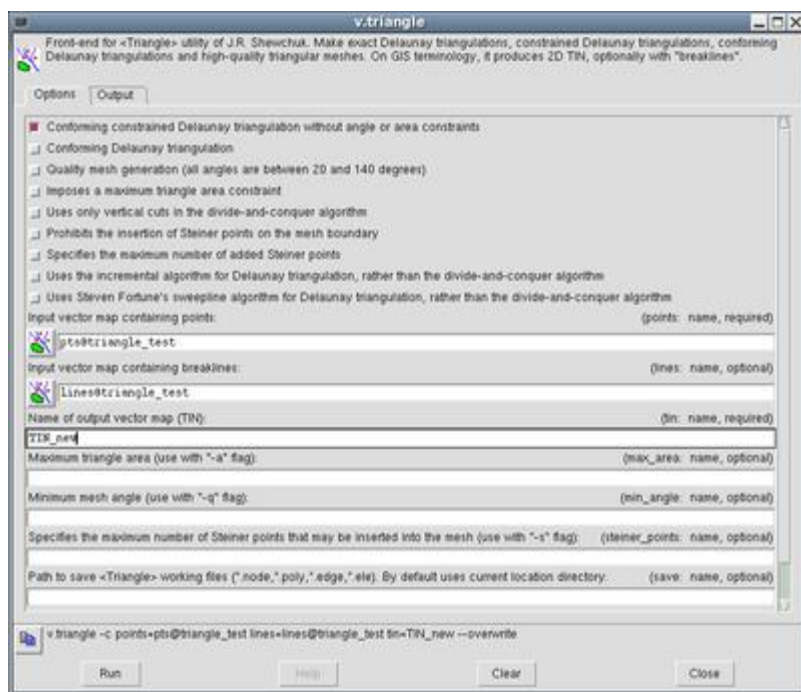 v.triangle
Front-end for <Triangle> utility of J.R. Shewchuk. Make exact Delaunay triangulations, constrained Delaunay triangulations, conforming
Delaunay triangulations and high-quality triangular meshes. On GIS terminology, it produces 2D TIN, optionally with "breaklines".
Options Output
Conforming constrained Delaunay triangulation without angle or area constraints
Conforming Delaunay triangulation
Quality mesh generation (all angles are between 20 and 140 degrees)
Imposes a maximum triangle area constraint
Uses only vertical cuts in the divide-and-conquer algorithm
Prohibits the insertion of Steiner points on the mesh boundary
Specifies the maximum number of added Steiner points
Uses the incremental algorithm for Delaunay triangulation, rather than the divide-and-conquer algorithm
Uses Steven Fortune's sweepline algorithm for Delaunay triangulation, rather than the divide-and-conquer algorithm
Input vector map containing points: (points: name, required)
pts@triangle_test
Input vector map containing breaklines: (lines: name, optional)
lines@triangle_test
Name of output vector map (TIN): (tin: name, required)
TIN_new
Maximum triangle area (use with "-a" flag): (max_area: name, optional)
Minimum mesh angle (use with "-q" flag): (min_angle: name, optional)
Specifies the maximum number of Steiner points that may be inserted into the mesh (use with "-s" flag): (steiner_points: name, optional)
Path to save <Triangle> working files (*.node,*.poly,*.edge,*.ele). By default uses current location directory. (save: name, optional)
v.triangle -c points=pts@triangle_test lines=lines@triangle_test tin=TIN_new --overwrite
Run Help Clear Close